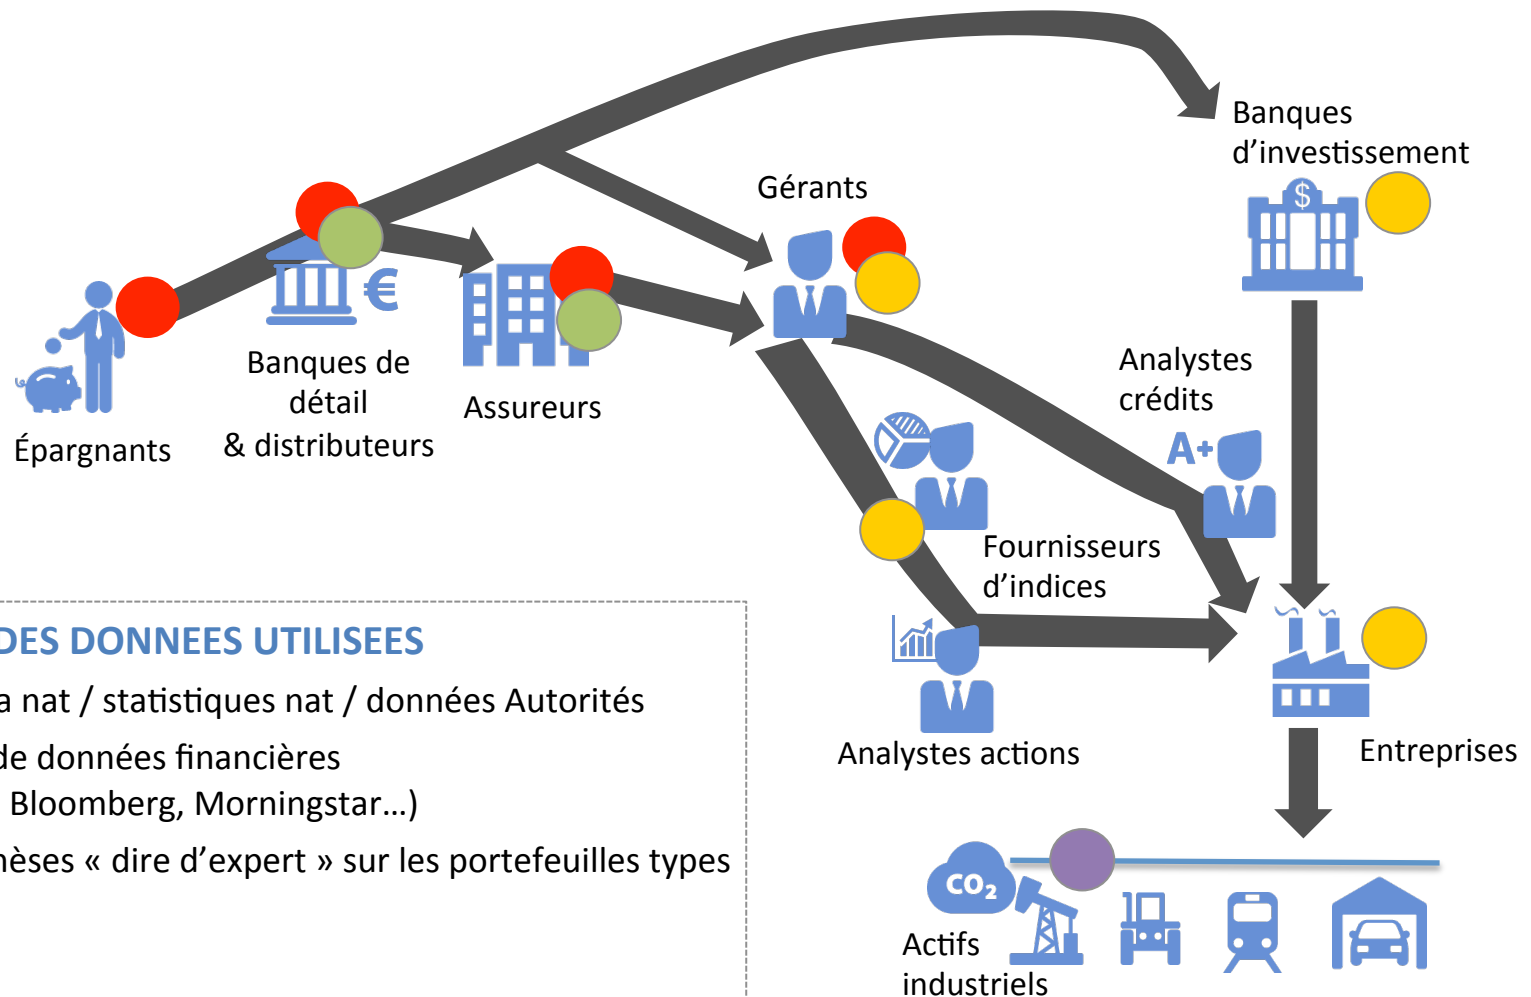 Banques
d’investissement
$
Gérants
€
Banques de
détail
& distributeurs
Assureurs
Épargnants
Analystes
crédits
A+
Fournisseurs
d’indices
Analystes actions
Entreprises
DES DONNEES UTILISEES
nat / statistiques nat / données Autorités
de données financières
Bloomberg, Morningstar…)
« dire d’expert » sur les portefeuilles types
CO₂
Actifs
industriels